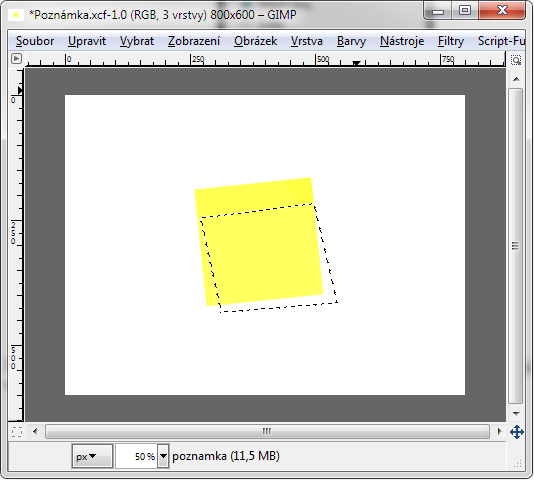 *Poznámka.xcf-1.0 (RGB, 3 vrstvy) 800x600 – GIMP
Soubor Upravit Vybrat Zobrazení Obrázek Vrstva Barvy Nástroje Filtry Script-Fu
0 250 500 750
0
250
500
px 50 % poznamka (11,5 MB)